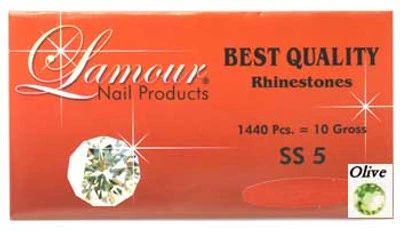 Lamour®
Nail Products
BEST QUALITY
Rhinestones
1440 Pcs. = 10 Gross
SS 5
Olive